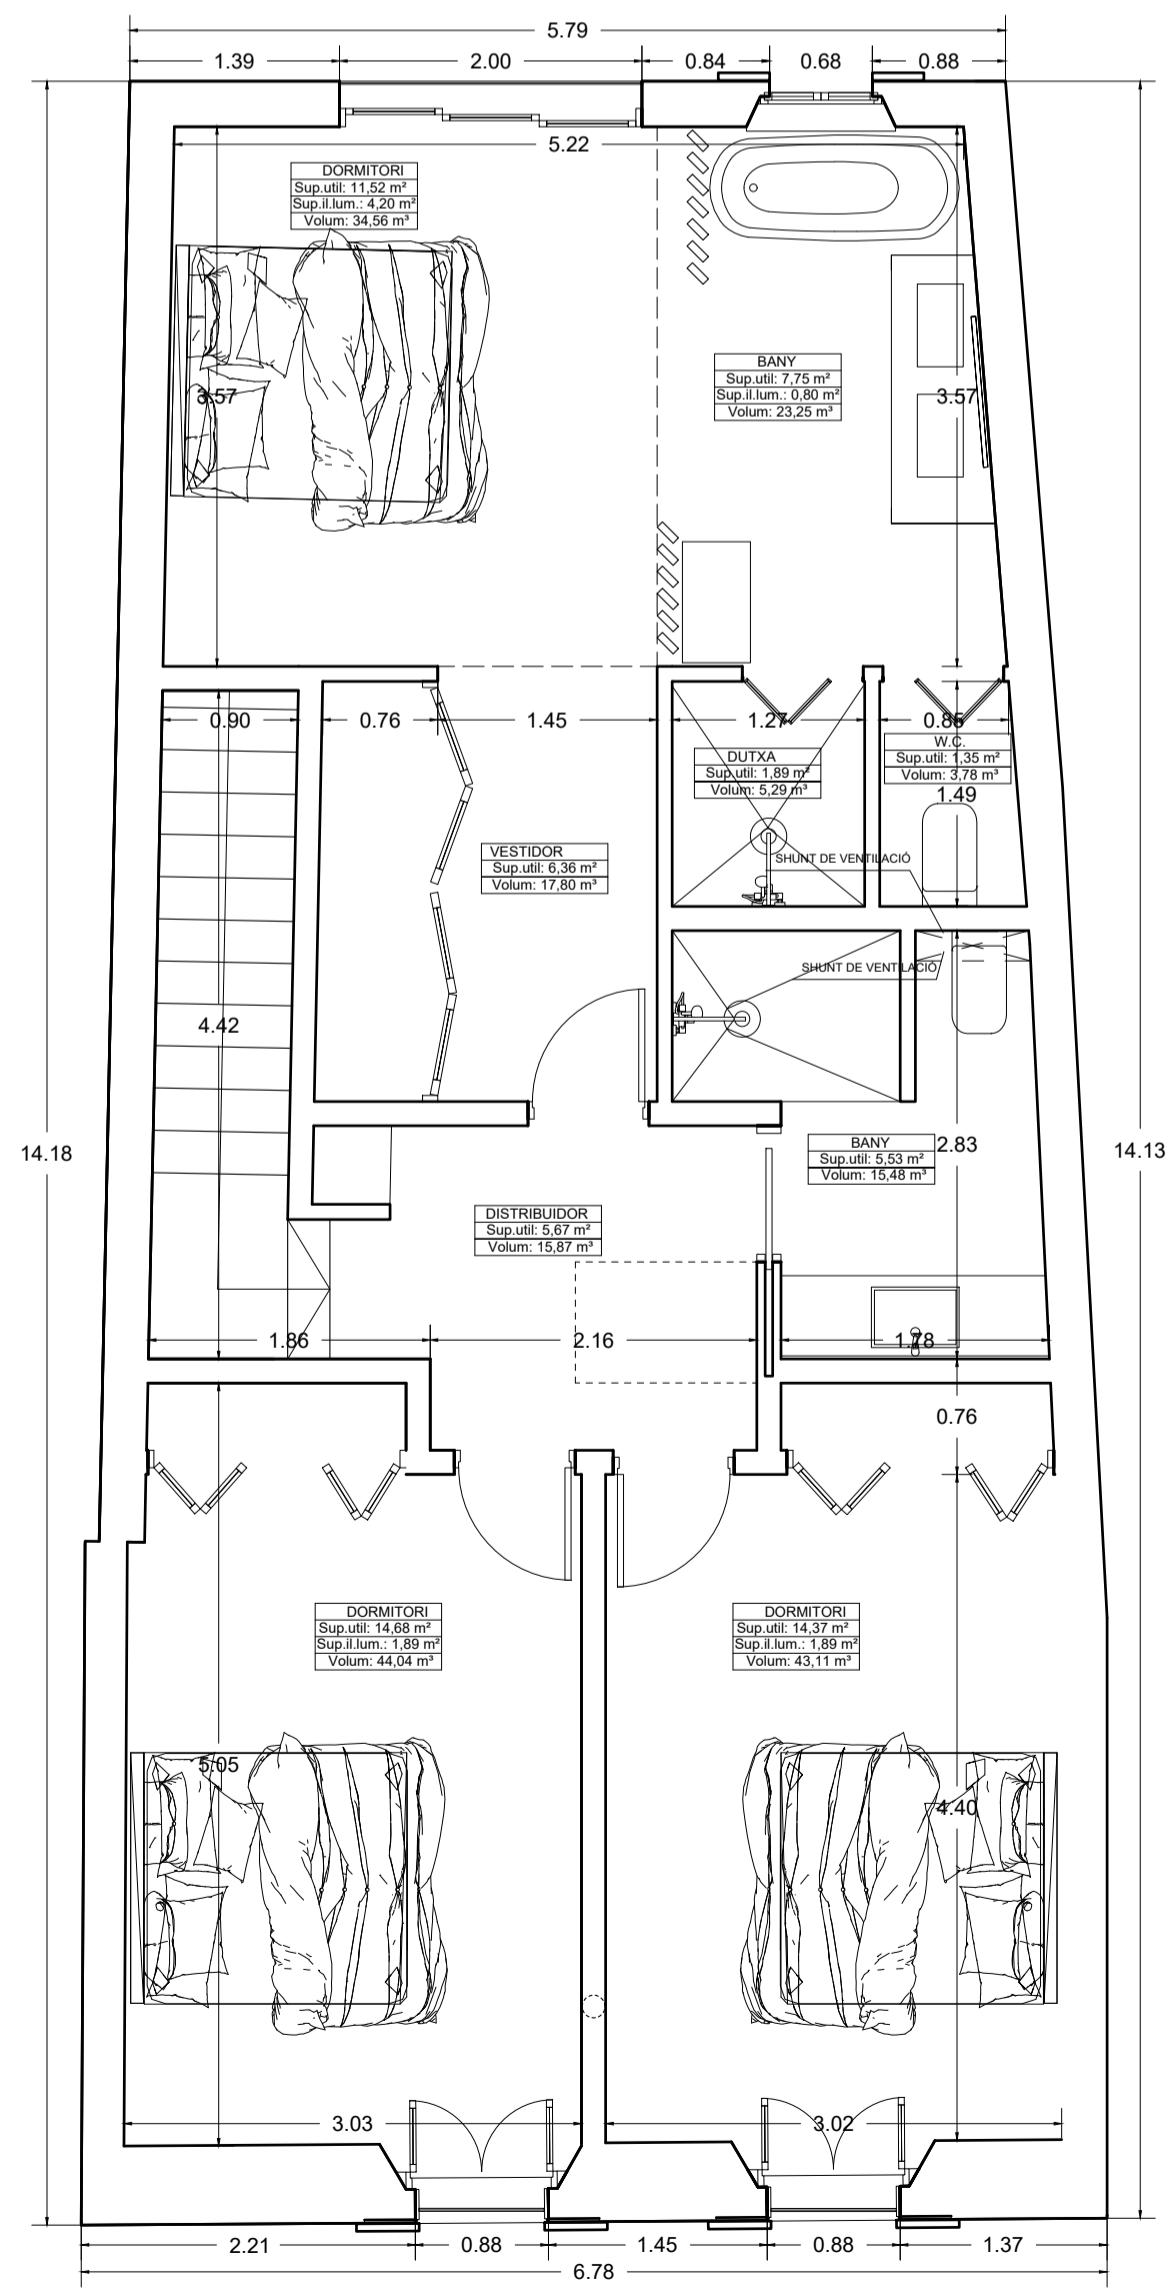 5.79
1.39
2.00
0.84
0.68
0.88
5.22
DORMITORI
Sup.util: 11,52 m²
Sup.il.lum.: 4,20 m²
Volum: 34,56 m³
BANY
Sup.util: 7,75 m²
Sup.il.lum.: 0,80 m²
Volum: 23,25 m³
3.57
3.57
0.90
0.76
1.45
1.27
0.85
DUTXA
Sup.util: 1,89 m²
Volum: 5,29 m³
W.C.
Sup.util: 1,35 m²
Volum: 3,78 m³
1.49
VESTIDOR
Sup.util: 6,36 m²
Volum: 17,80 m³
SHUNT DE VENTILACIÓ
SHUNT DE VENTILACIÓ
4.42
14.18
BANY
Sup.util: 5,53 m²
Volum: 15,48 m³
2.83
14.13
DISTRIBUIDOR
Sup.util: 5,67 m²
Volum: 15,87 m³
1.86
2.16
1.78
0.76
DORMITORI
Sup.util: 14,68 m²
Sup.il.lum.: 1,89 m²
Volum: 44,04 m³
DORMITORI
Sup.util: 14,37 m²
Sup.il.lum.: 1,89 m²
Volum: 43,11 m³
5.05
4.40
3.03
3.02
2.21
0.88
1.45
0.88
1.37
6.78